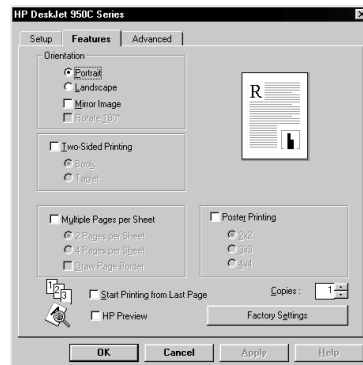 HP DeskJet 950C Series
Setup Features Advanced
Orientation
Portrait
Landscape
Mirror Image
Rotate 180°
R
Two-Sided Printing
Book
Tablet
Multiple Pages per Sheet
2 Pages per Sheet
4 Pages per Sheet
Draw Page Border
Poster Printing
2x2
3x3
4x4
1 2 3
Start Printing from Last Page
Copies : 1
HP Preview
Factory Settings
OK Cancel Apply Help